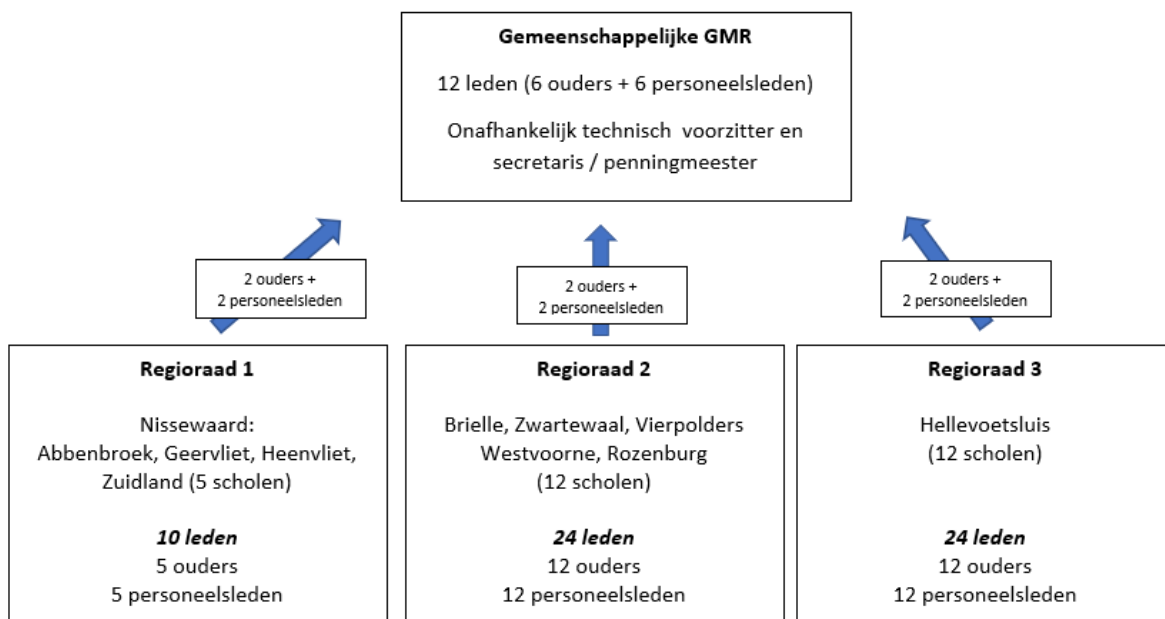 Gemeenschappelijke GMR
12 leden (6 ouders + 6 personeelsleden)
Onafhankelijk technisch voorzitter en
secretaris / penningmeester
2 ouders +
2 personeelsleden
2 ouders +
2 personeelsleden
2 ouders +
2 personeelsleden
Regioraad 1
Nissewaard:
Abbenbroek, Geervliet, Heenvliet,
Zuidland (5 scholen)
10 leden
5 ouders
5 personeelsleden
Regioraad 2
Brielle, Zwartewaal, Vierpolders
Westvoorne, Rozenburg
(12 scholen)
24 leden
12 ouders
12 personeelsleden
Regioraad 3
Hellevoetsluis
(12 scholen)
24 leden
12 ouders
12 personeelsleden